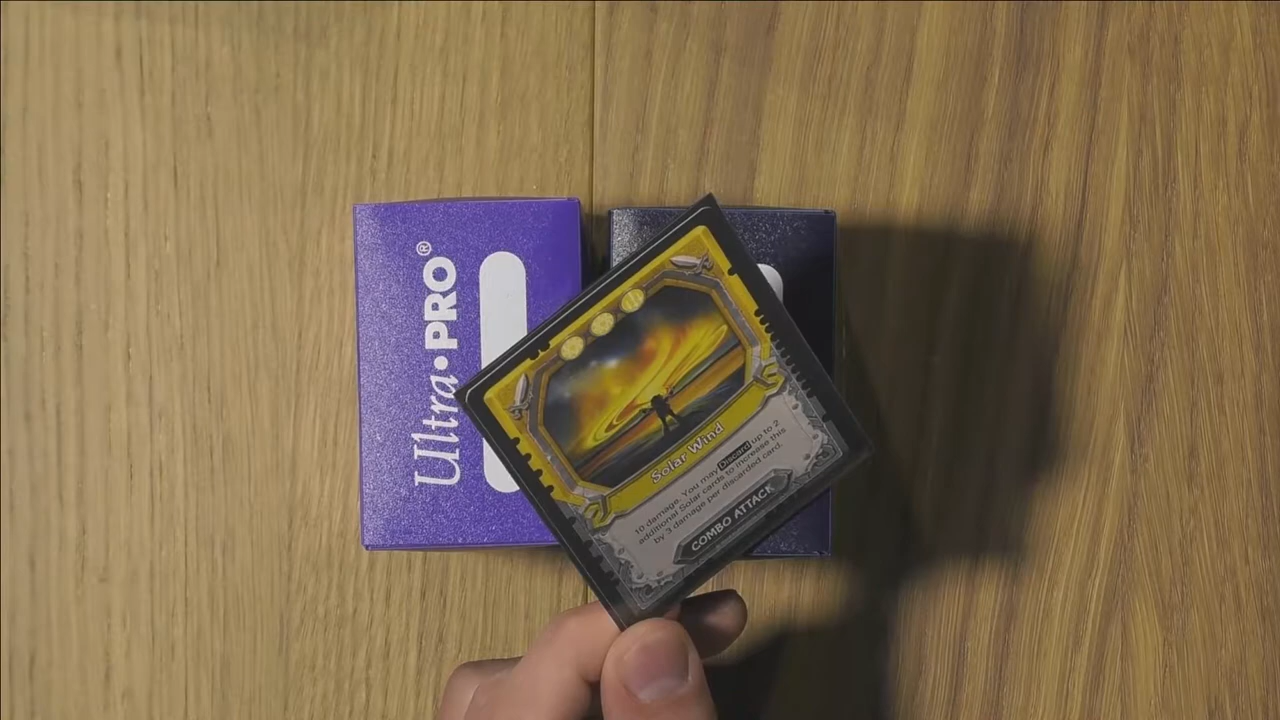 Ultra•PRO®
Solar Wind
10 damage. You may Discard up to 2
additional Solar cards to increase this
by 3 damage per discarded card.
COMBO ATTACK